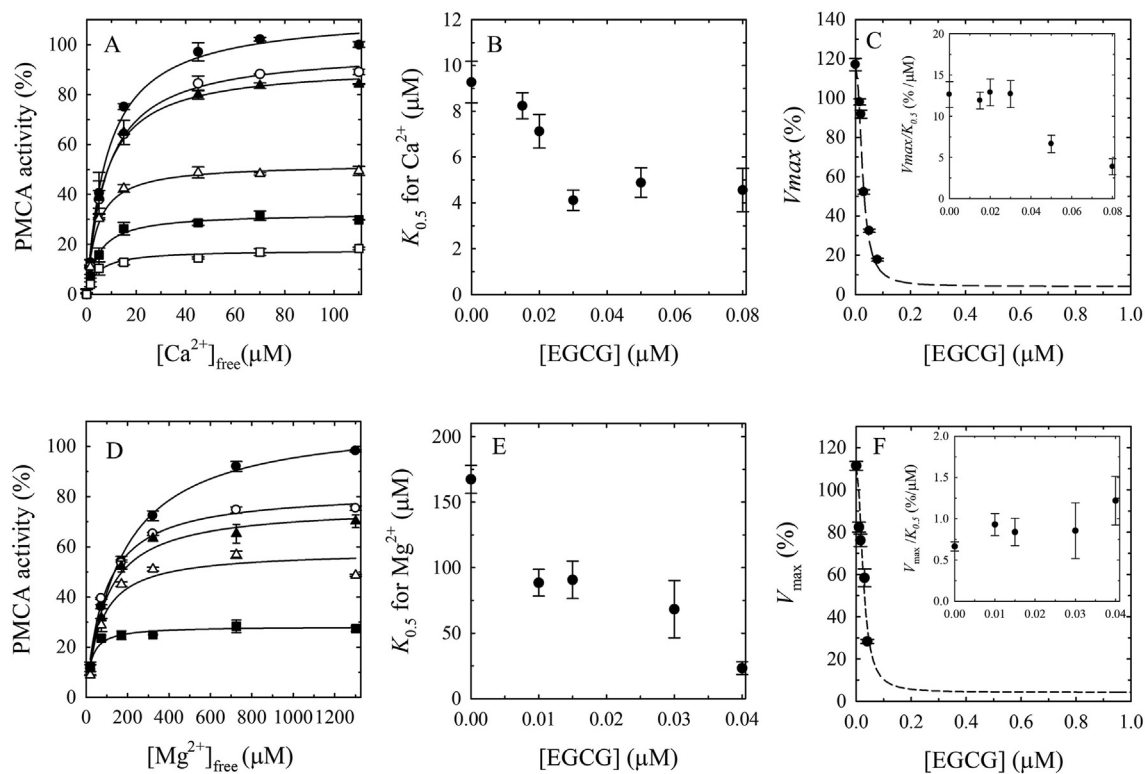 A
PMCA activity (%)
100
80
60
40
20
0
0 20 40 60 80 100
[Ca²⁺]free(μM)
B
K0.5 for Ca²⁺ (μM)
12
10
8
6
4
2
0
0.00 0.02 0.04 0.06 0.08
[EGCG] (μM)
C
Vmax (%)
140
120
100
80
60
40
20
0
0.0 0.2 0.4 0.6 0.8 1.0
[EGCG] (μM)
Vmax/K0.5 (% /μM)
20
15
10
5
0
0.00 0.02 0.04 0.06 0.08
D
PMCA activity (%)
100
80
60
40
20
0
0 200 400 600 800 1000 1200
[Mg²⁺]free(μM)
E
K0.5 for Mg²⁺ (μM)
200
150
100
50
0
0.01 0.02 0.03 0.04
[EGCG] (μM)
F
Vmax (%)
120
100
80
60
40
20
0
0.0 0.2 0.4 0.6 0.8 1.0
[EGCG] (μM)
Vmax /K0.5 (%/μM)
2.0
1.5
1.0
0.5
0.0
0.00 0.01 0.02 0.03 0.04